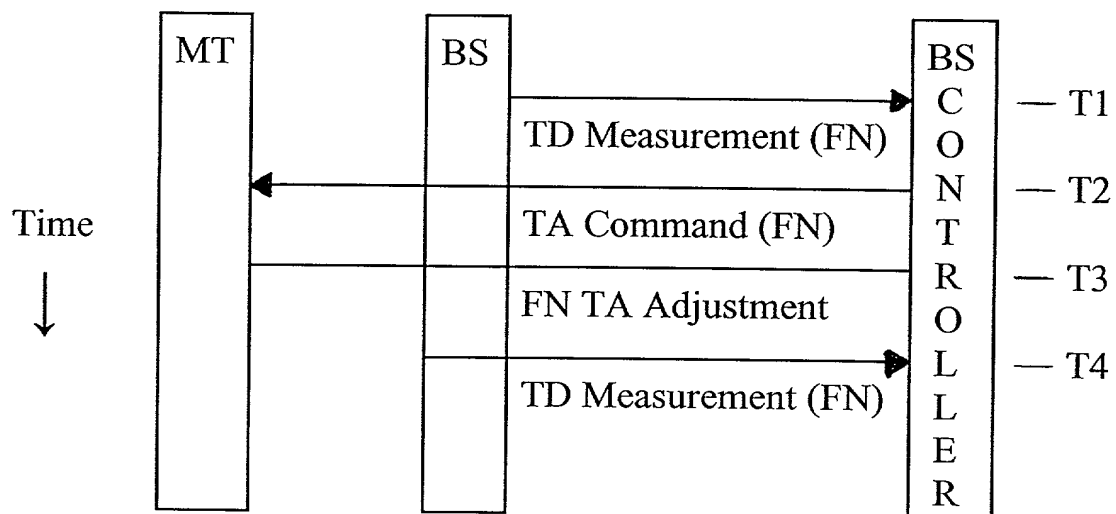 MT
BS
BS
CONTROLLER
T1
TD Measurement (FN)
T2
TA Command (FN)
Time
T3
FN TA Adjustment
T4
TD Measurement (FN)